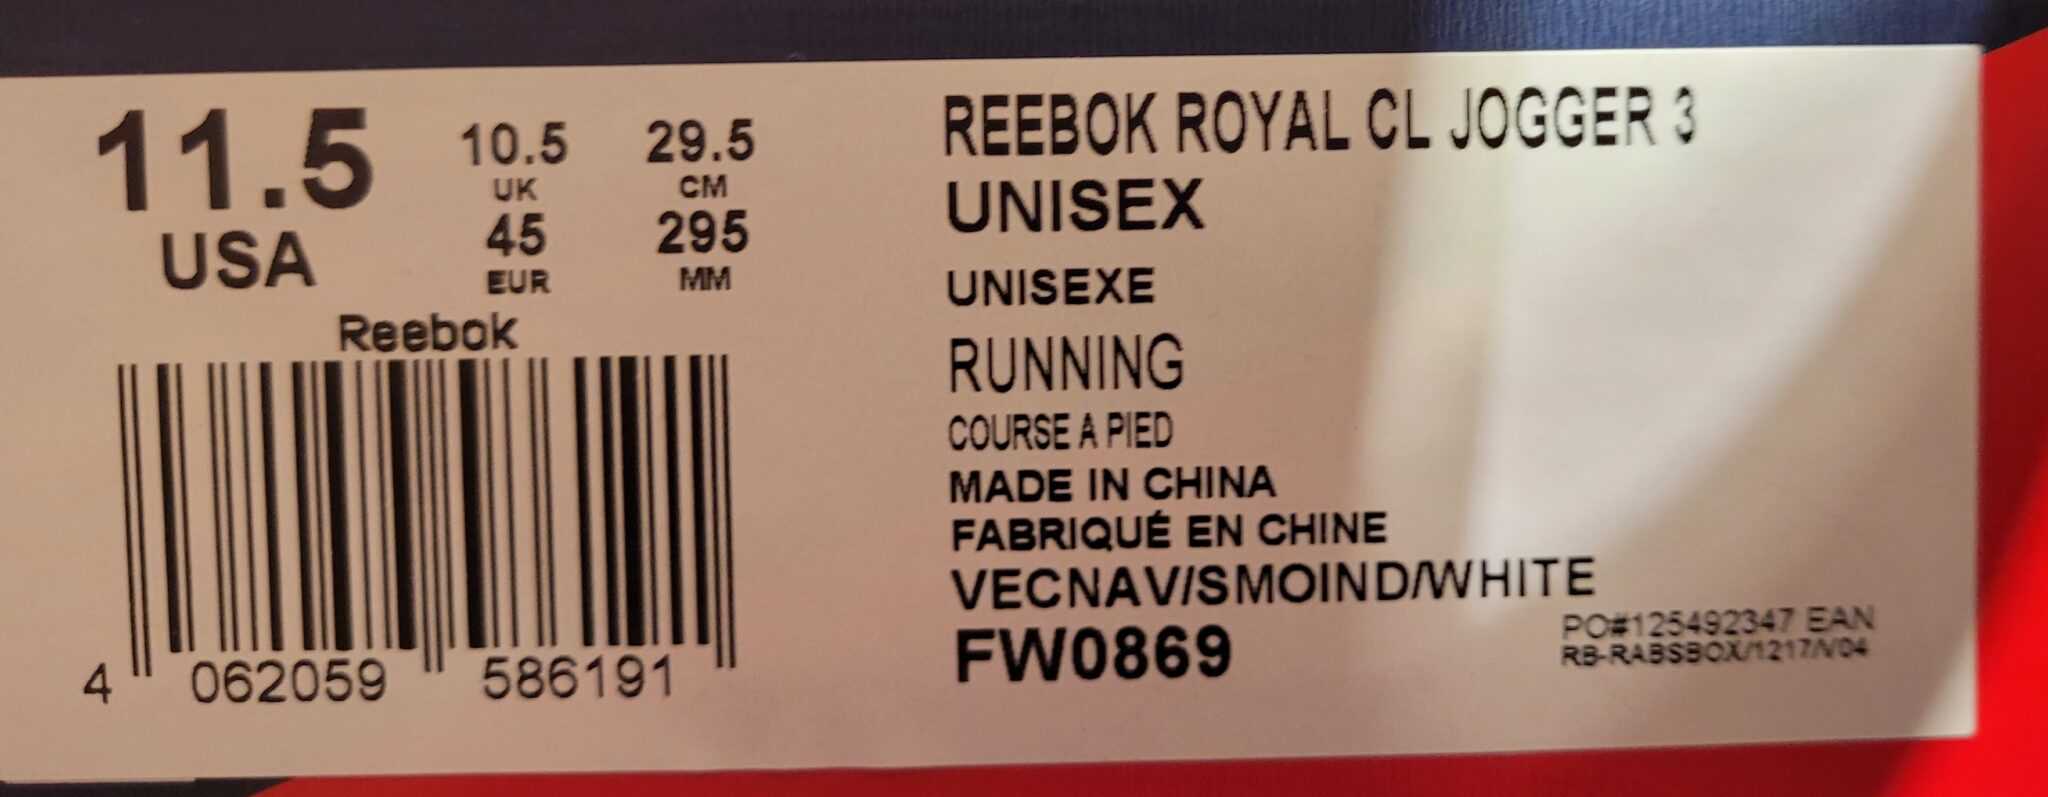 11.5
USA
10.5
UK
45
EUR
29.5
CM
295
MM
Reebok
4 062059 586191
REEBOK ROYAL CL JOGGER 3
UNISEX
UNISEXE
RUNNING
COURSE A PIED
MADE IN CHINA
FABRIQUÉ EN CHINE
VECNAV/SMOIND/WHITE
FW0869
PO#125492347 EAN
RB-RABSBOX/1217/V04